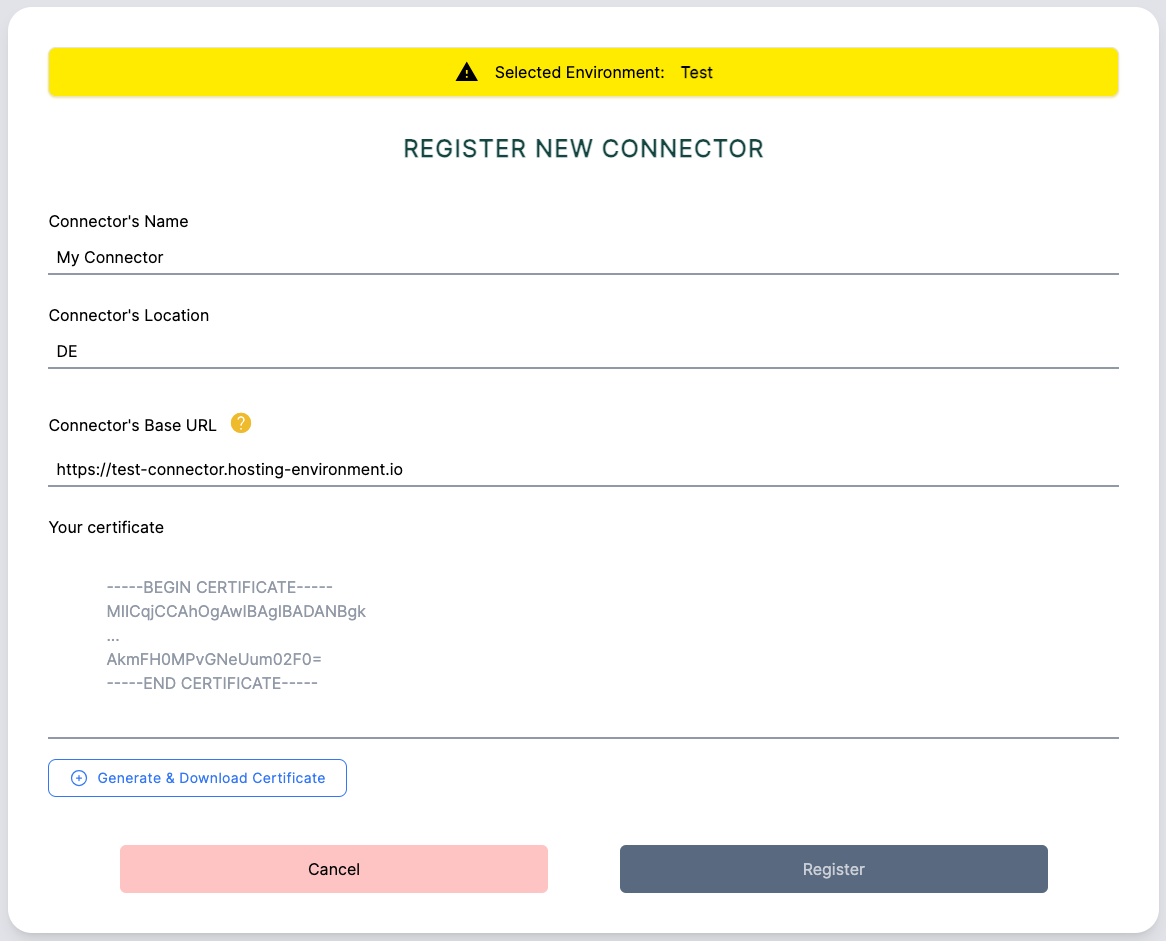 Selected Environment: Test
REGISTER NEW CONNECTOR
Connector's Name
My Connector
Connector's Location
DE
Connector's Base URL ?
https://test-connector.hosting-environment.io
Your certificate
-----BEGIN CERTIFICATE-----
MIICqjCCAhOgAwIBAgIBADANBgk
...
AkmFH0MPvGNeUum02F0=
-----END CERTIFICATE-----
Generate & Download Certificate
Cancel
Register